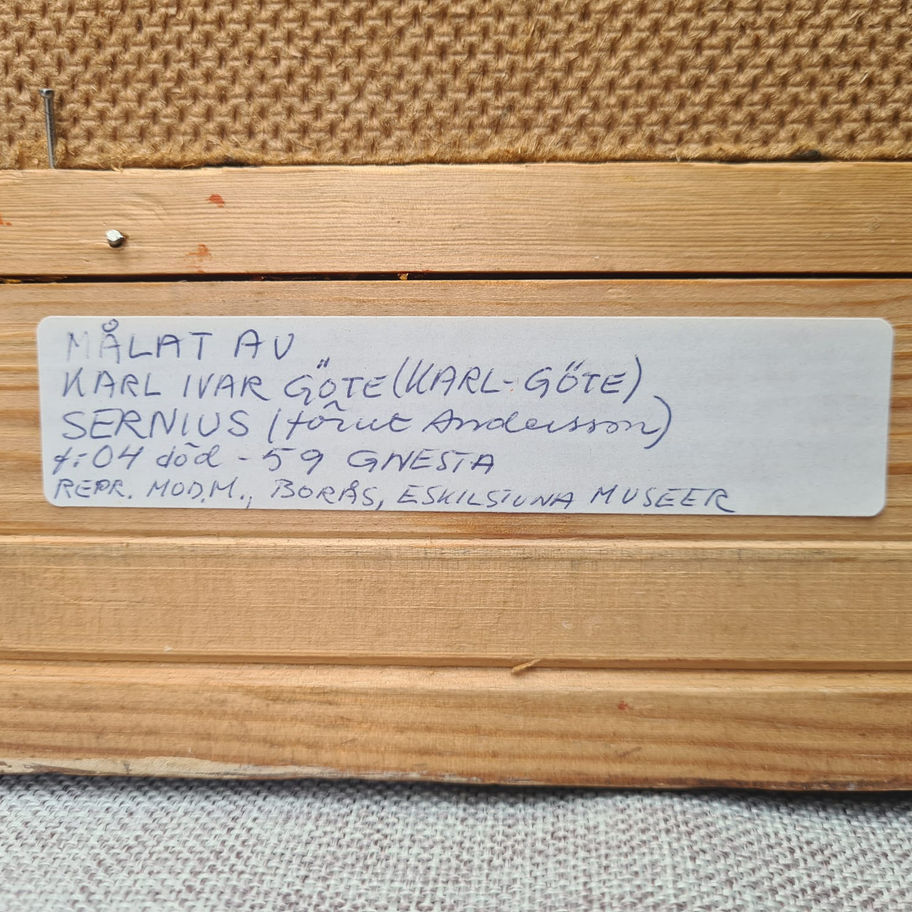 MÅLAT AV
KARL IVAR GÖTE (KARL-GÖTE)
SERNIUS (förut Andersson)
f: 04 död - 59 GNESTA
REPR. MOD.M., BORÅS, ESKILSTUNA MUSEER